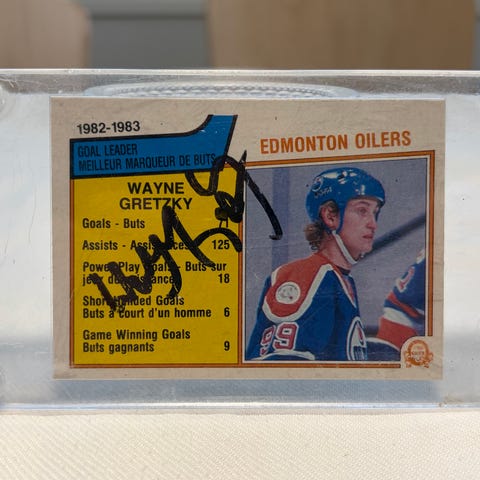 1982-1983
GOAL LEADER
MEILLEUR MARQUEUR DE BUTS
EDMONTON OILERS
WAYNE
GRETZKY
Goals - Buts
Assists - 125
Power Play Goals - Buts sur
jeu de 18
Short Handed Goals
Buts à court d'un homme 6
Game Winning Goals
Buts gagnants 9
99